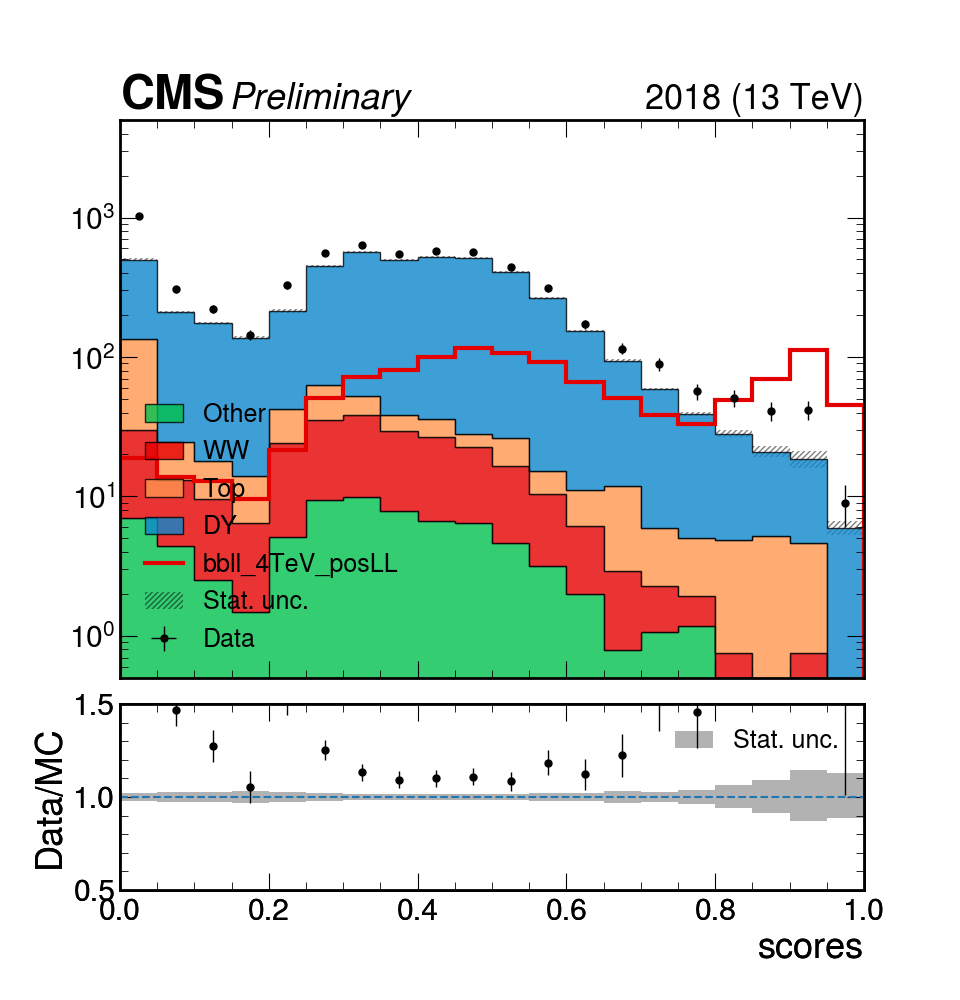 CMS Preliminary 2018 (13 TeV)
10³
10²
10¹
10⁰
Other
WW
Top
DY
bbll_4TeV_posLL
Stat. unc.
Data
Data/MC
1.5
1.0
0.5
Stat. unc.
0.0 0.2 0.4 0.6 0.8 1.0
scores